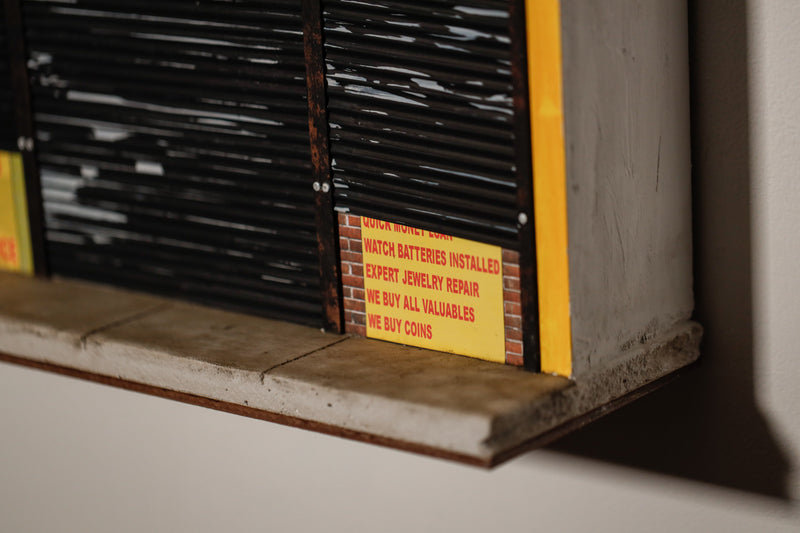 QUICK MONEY LOAN
WATCH BATTERIES INSTALLED
EXPERT JEWELRY REPAIR
WE BUY ALL VALUABLES
WE BUY COINS